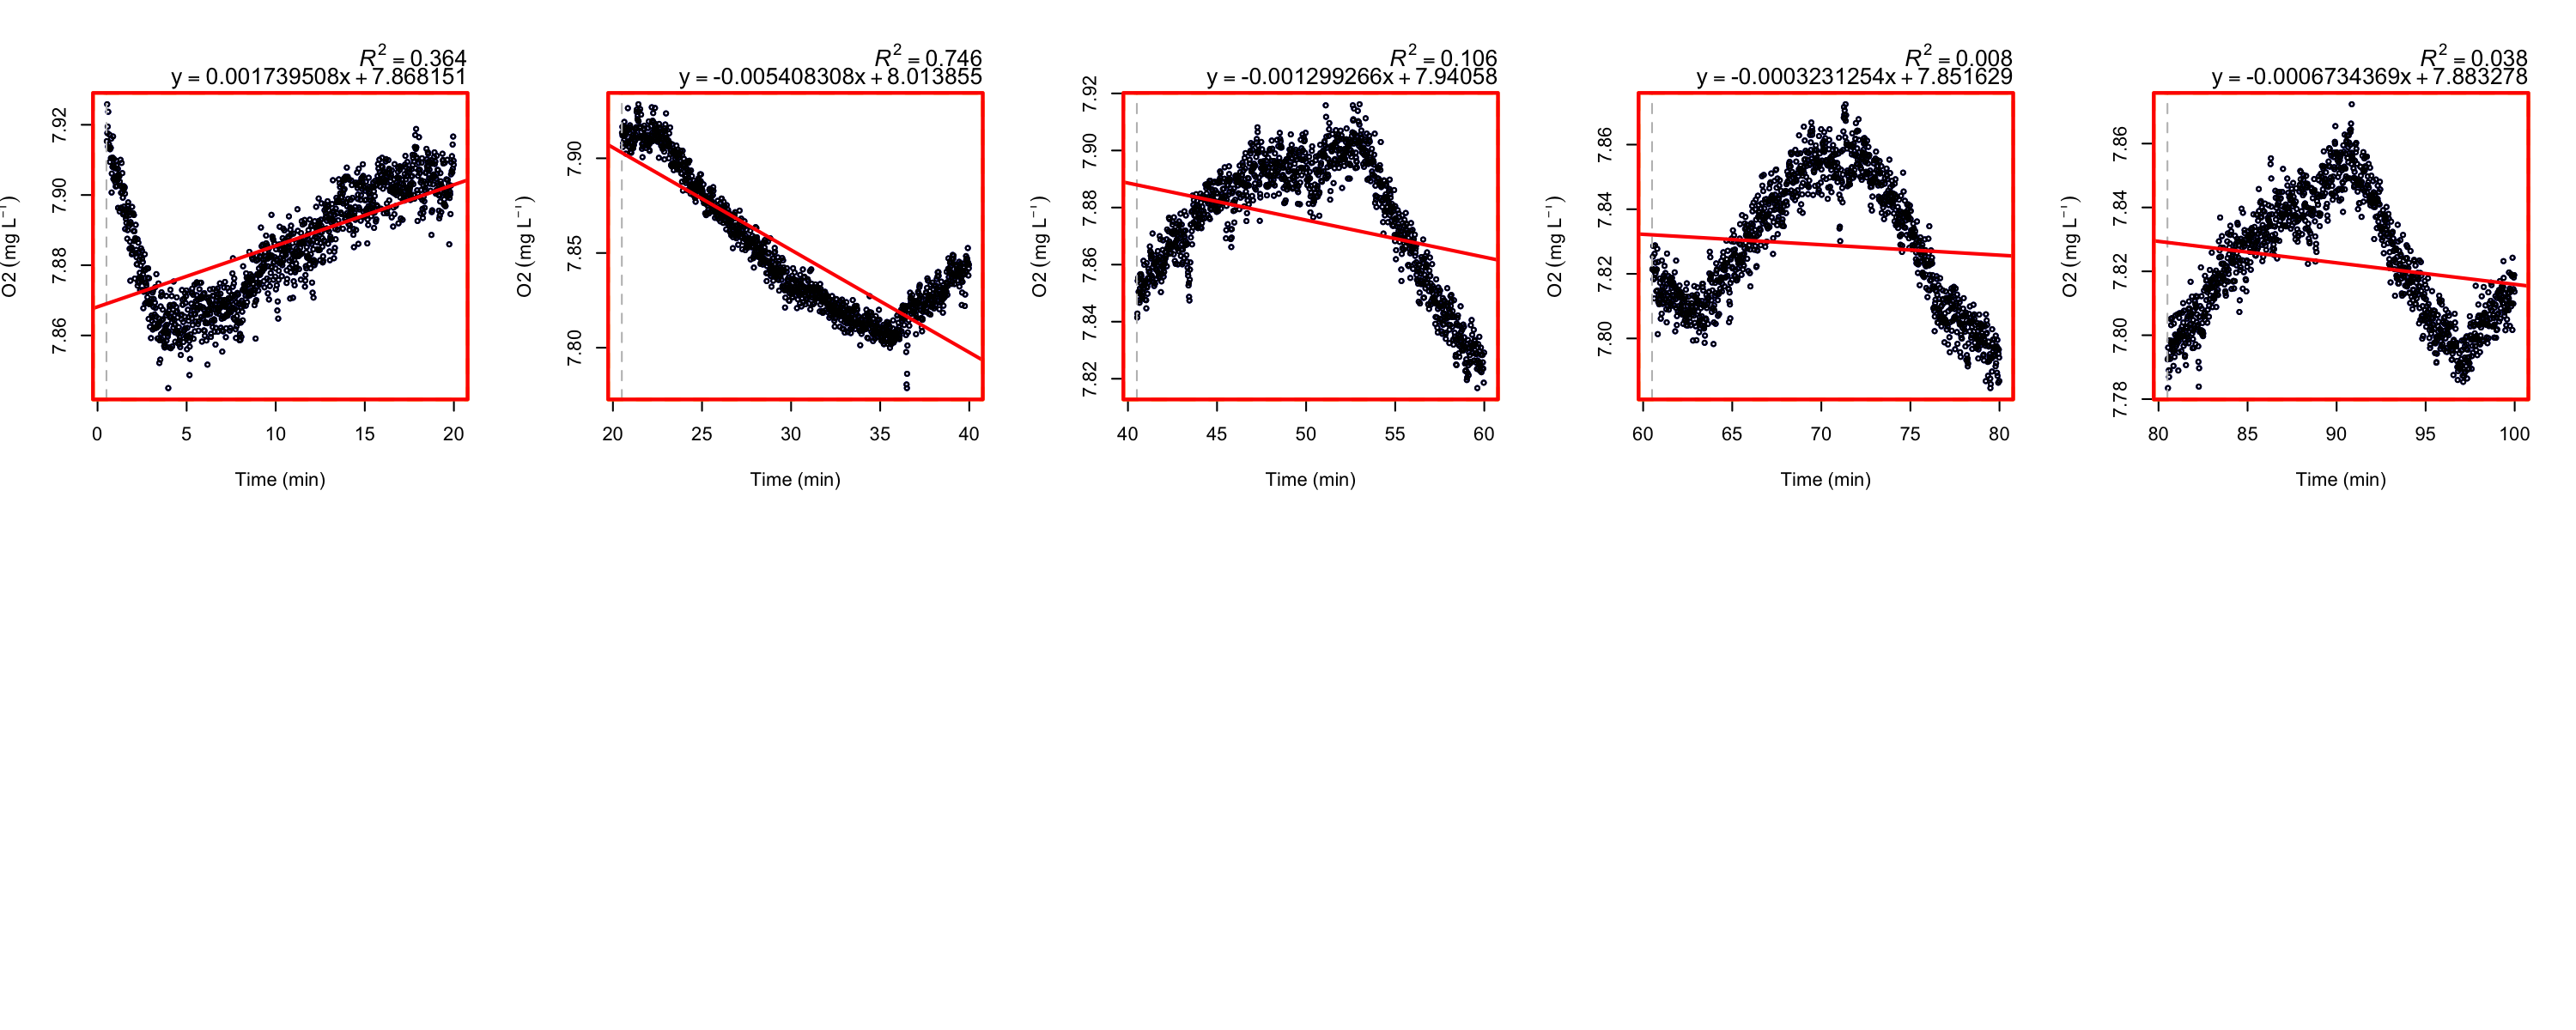 R² = 0.364
y = 0.001739508x + 7.868151
O2 (mg L⁻¹)
7.92
7.90
7.88
7.86
0 5 10 15 20
Time (min)
R² = 0.746
y = -0.005408308x + 8.013855
O2 (mg L⁻¹)
7.90
7.85
7.80
20 25 30 35 40
Time (min)
R² = 0.106
y = -0.001299266x + 7.94058
O2 (mg L⁻¹)
7.92
7.90
7.88
7.86
7.84
7.82
40 45 50 55 60
Time (min)
R² = 0.008
y = -0.0003231254x + 7.851629
O2 (mg L⁻¹)
7.86
7.84
7.82
7.80
60 65 70 75 80
Time (min)
R² = 0.038
y = -0.0006734369x + 7.883278
O2 (mg L⁻¹)
7.86
7.84
7.82
7.80
7.78
80 85 90 95 100
Time (min)